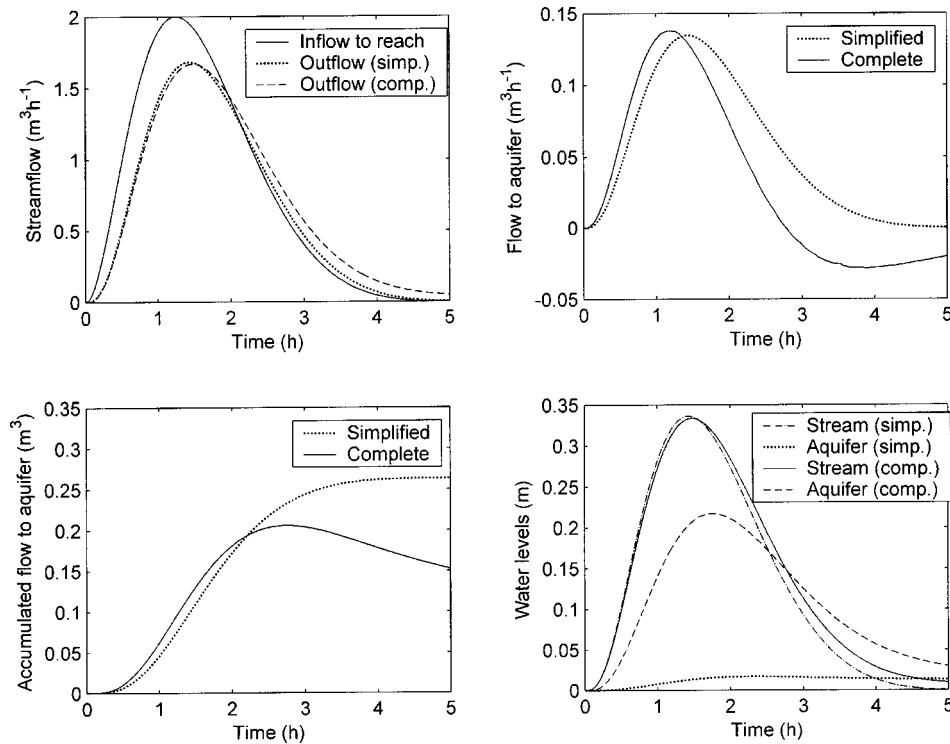 Streamflow (m³h⁻¹)
2
1.5
1
0.5
0
Inflow to reach
Outflow (simp.)
Outflow (comp.)
0 1 2 3 4 5
Time (h)
Flow to aquifer (m³h⁻¹)
0.15
0.1
0.05
0
-0.05
Simplified
Complete
0 1 2 3 4 5
Time (h)
Accumulated flow to aquifer (m³)
0.35
0.3
0.25
0.2
0.15
0.1
0.05
0
Simplified
Complete
0 1 2 3 4 5
Time (h)
Water levels (m)
0.35
0.3
0.25
0.2
0.15
0.1
0.05
0
Stream (simp.)
Aquifer (simp.)
Stream (comp.)
Aquifer (comp.)
0 1 2 3 4 5
Time (h)